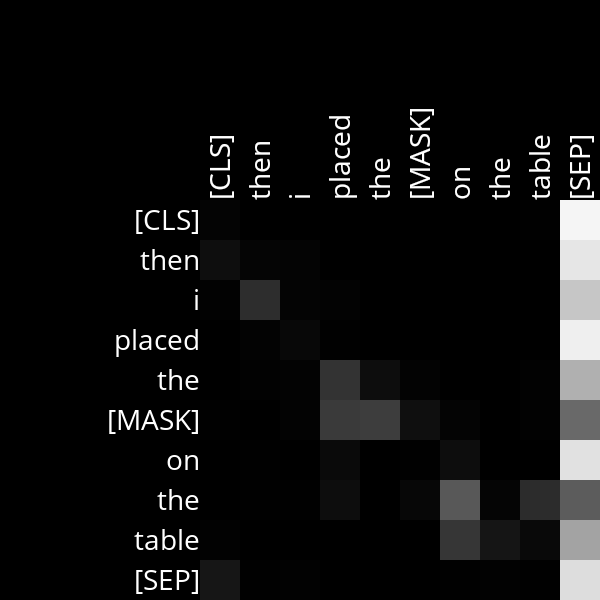 [CLS] then i placed the [MASK] on the table [SEP]
[CLS]
then
i
placed
the
[MASK]
on
the
table
[SEP]